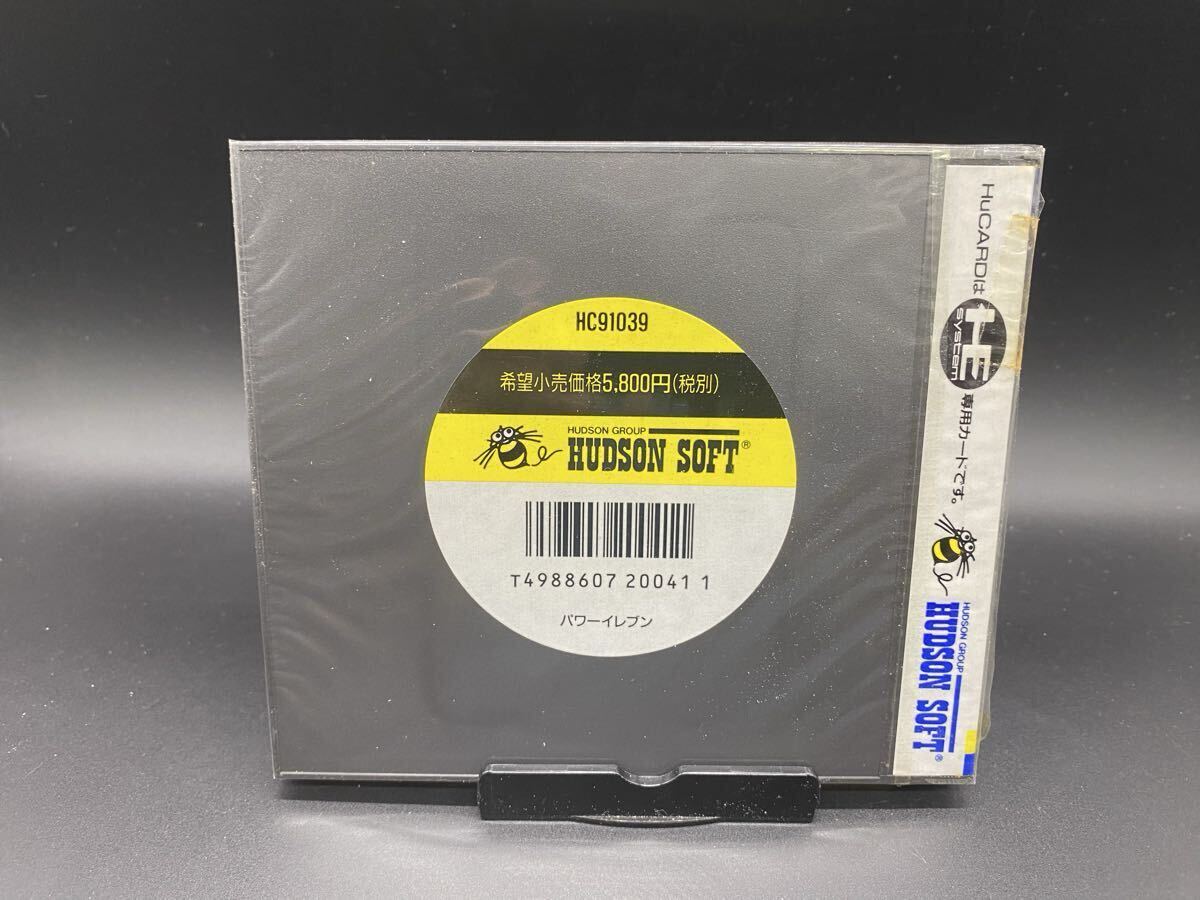 HC91039
希望小売価格5,800円(税別)
HUDSON GROUP
HUDSON SOFT®
T4988607 20041 1
パワーイレブン
HuCARDは
HE
system
専用カードです。
HUDSON GROUP
HUDSON SOFT®